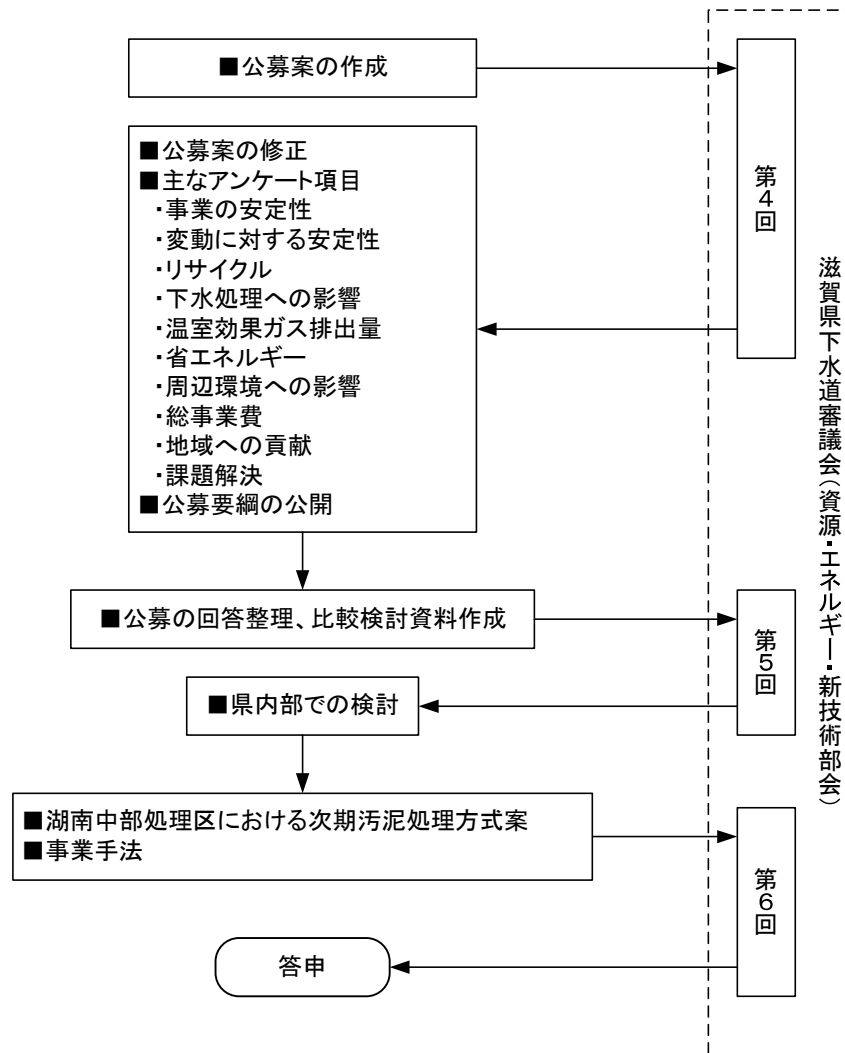 ■公募案の作成
■公募案の修正
■主なアンケート項目
・事業の安定性
・変動に対する安定性
・リサイクル
・下水処理への影響
・温室効果ガス排出量
・省エネルギー
・周辺環境への影響
・総事業費
・地域への貢献
・課題解決
■公募要綱の公開
■公募の回答整理、比較検討資料作成
■県内部での検討
■湖南中部処理区における次期汚泥処理方式案
■事業手法
答申
第4回
第5回
第6回
滋賀県下水道審議会(資源・エネルギー・新技術部会)